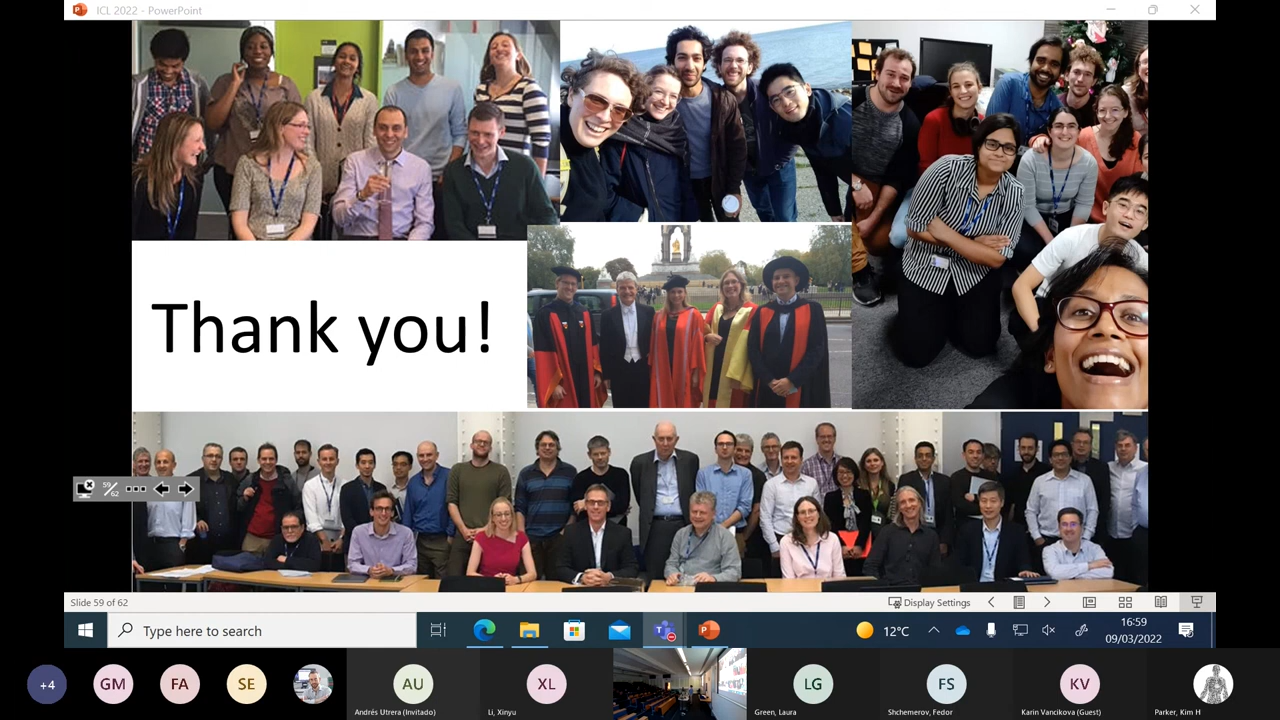 ICL 2022 - PowerPoint
Thank you!
59/62
Slide 59 of 62
Display Settings
Type here to search
12°C
16:59
09/03/2022
+4
GM
FA
SE
AU
XL
LG
FS
KV
Andrés Utrera (Invitado)
Li, Xinyu
Green, Laura
Shchemerov, Fedor
Karin Vancikova (Guest)
Parker, Kim H